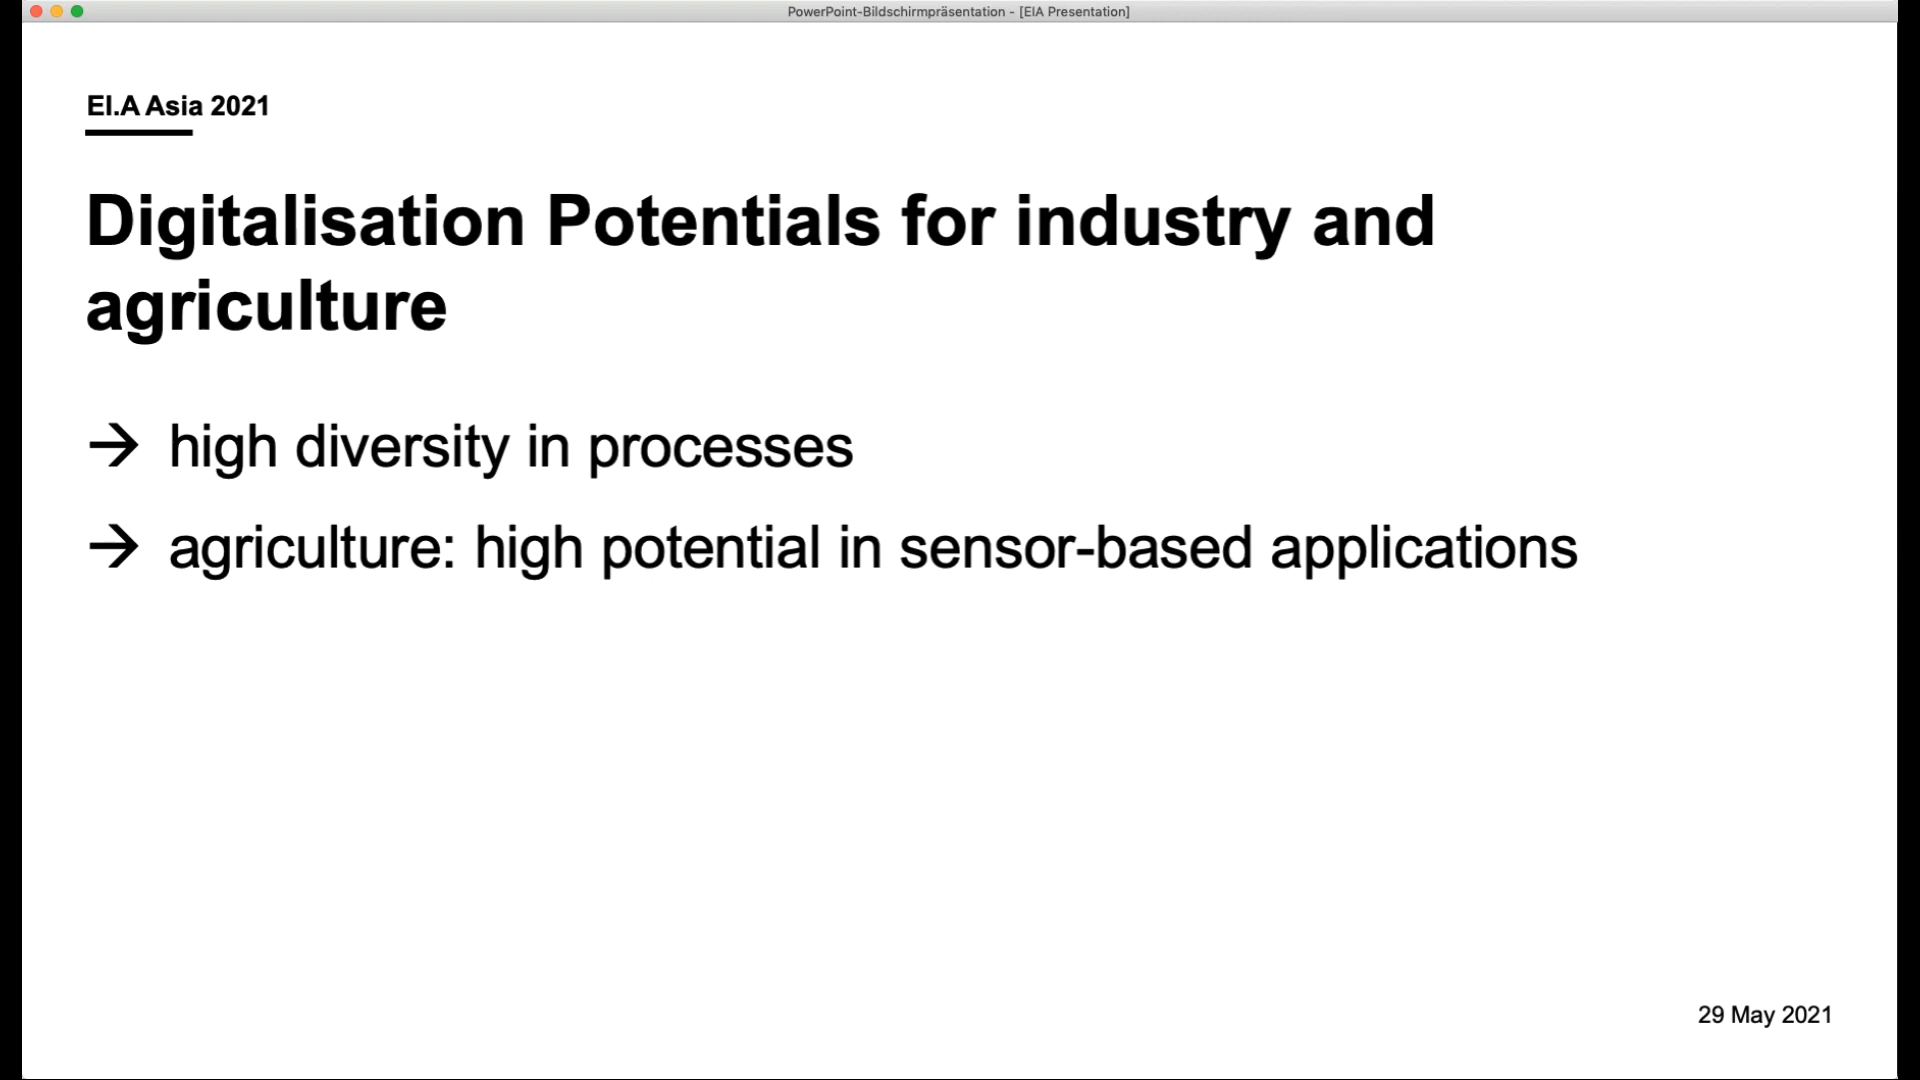 PowerPoint-Bildschirmpräsentation - [EIA Presentation]
EI.A Asia 2021
Digitalisation Potentials for industry and
agriculture
→ high diversity in processes
→ agriculture: high potential in sensor-based applications
29 May 2021